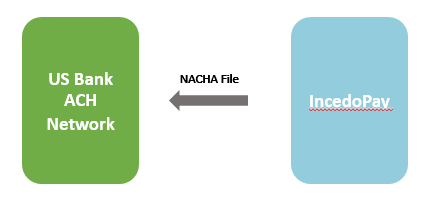 US Bank
ACH
Network
NACHA File
IncedoPay